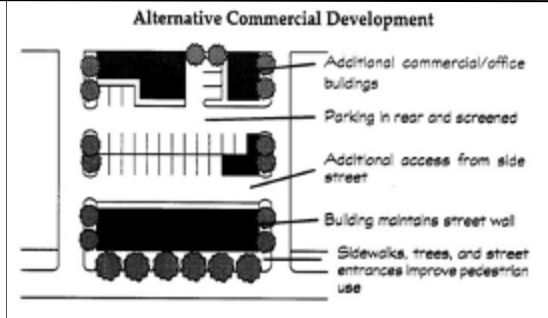 Alternative Commercial Development
Additional commercial/office
buildings
Parking in rear and screened
Additional access from side
street
Building maintains street wall
Sidewalks, trees, and street
entrances improve pedestrian
use